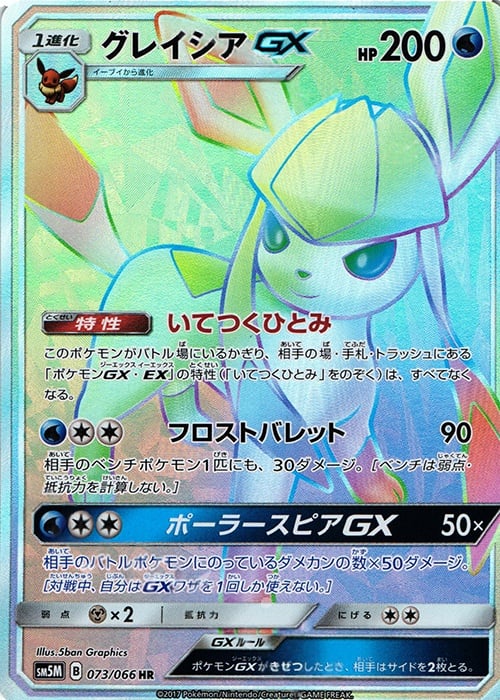 1進化 グレイシアGX HP200
イーブイから進化
とくせい
特性 いてつくひとみ
このポケモンがバトル場にいるかぎり、相手の場・手札・トラッシュにある
「ポケモンGX・EX」の特性(「いてつくひとみ」をのぞく)は、すべてなく
なる。
フロストバレット 90
相手のベンチポケモン1匹にも、30ダメージ。[ベンチは弱点・
抵抗力を計算しない。]
ポーラースピアGX 50×
相手のバトルポケモンにのっているダメカンの数×50ダメージ。
[対戦中、自分はGXワザを1回しか使えない。]
弱点 ×2 抵抗力 にげる
Illus.5ban Graphics
GXルール
SM5M B 073/066 HR
ポケモンGXがきぜつしたとき、相手はサイドを2枚とる。
©2017 Pokémon/Nintendo/Creatures/GAME FREAK.